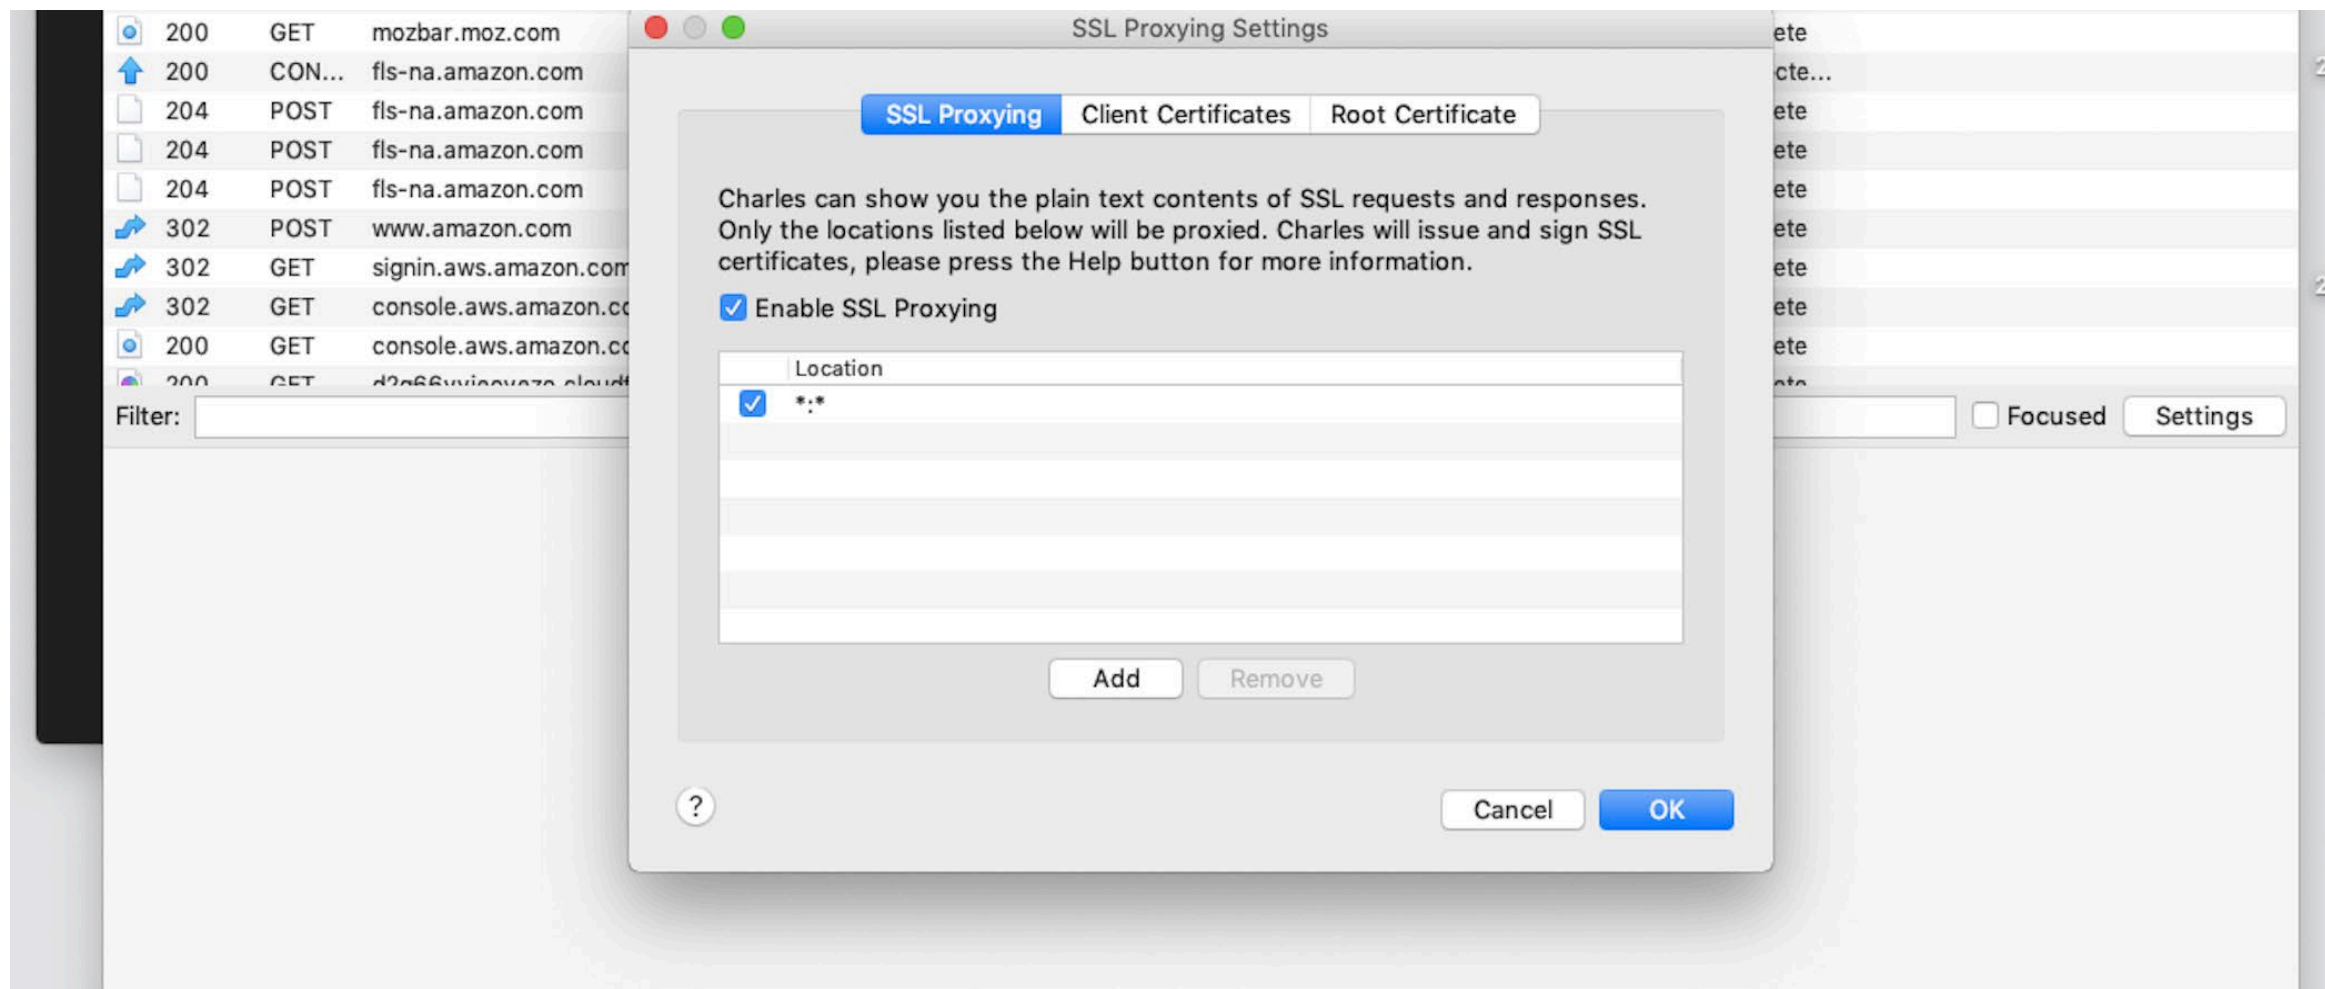 SSL Proxying Settings
200 GET mozbar.moz.com ete
200 CON... fls-na.amazon.com cte...
204 POST fls-na.amazon.com ete
204 POST fls-na.amazon.com ete
204 POST fls-na.amazon.com ete
302 POST www.amazon.com ete
302 GET signin.aws.amazon.com ete
302 GET console.aws.amazon.co ete
200 GET console.aws.amazon.co ete
200 GET
Filter:
Focused
Settings
SSL Proxying
Client Certificates
Root Certificate
Charles can show you the plain text contents of SSL requests and responses.
Only the locations listed below will be proxied. Charles will issue and sign SSL
certificates, please press the Help button for more information.
Enable SSL Proxying
Location
*:*
Add
Remove
?
Cancel
OK